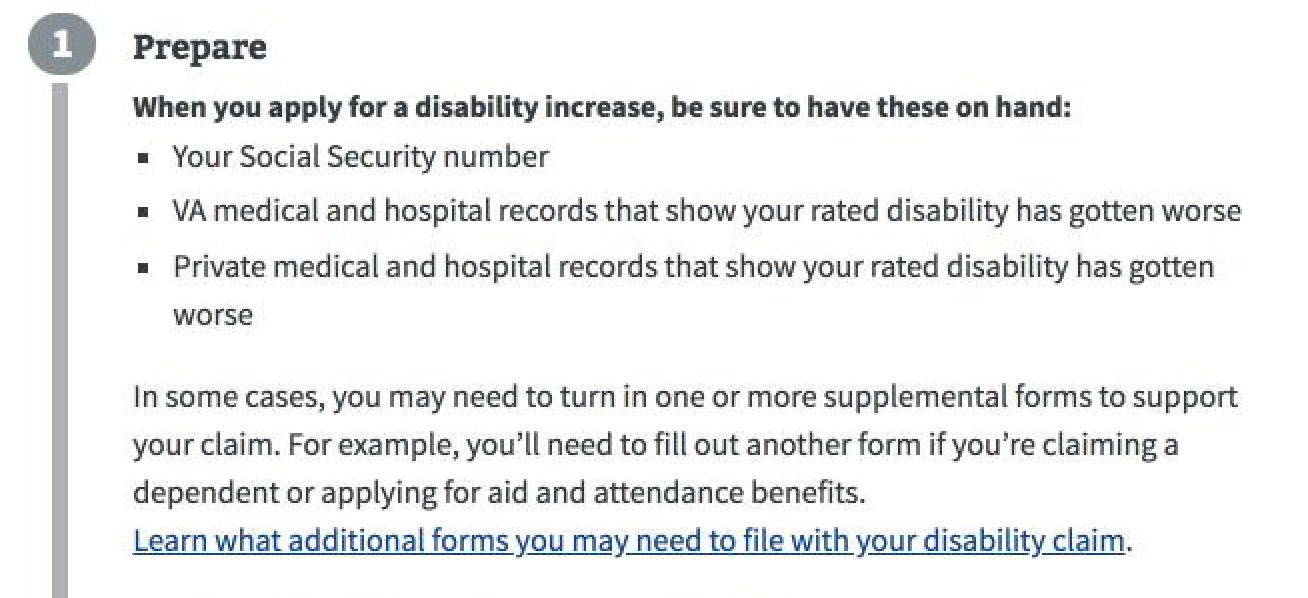 1
Prepare
When you apply for a disability increase, be sure to have these on hand:
▪ Your Social Security number
▪ VA medical and hospital records that show your rated disability has gotten worse
▪ Private medical and hospital records that show your rated disability has gotten
worse
In some cases, you may need to turn in one or more supplemental forms to support
your claim. For example, you’ll need to fill out another form if you’re claiming a
dependent or applying for aid and attendance benefits.
Learn what additional forms you may need to file with your disability claim.